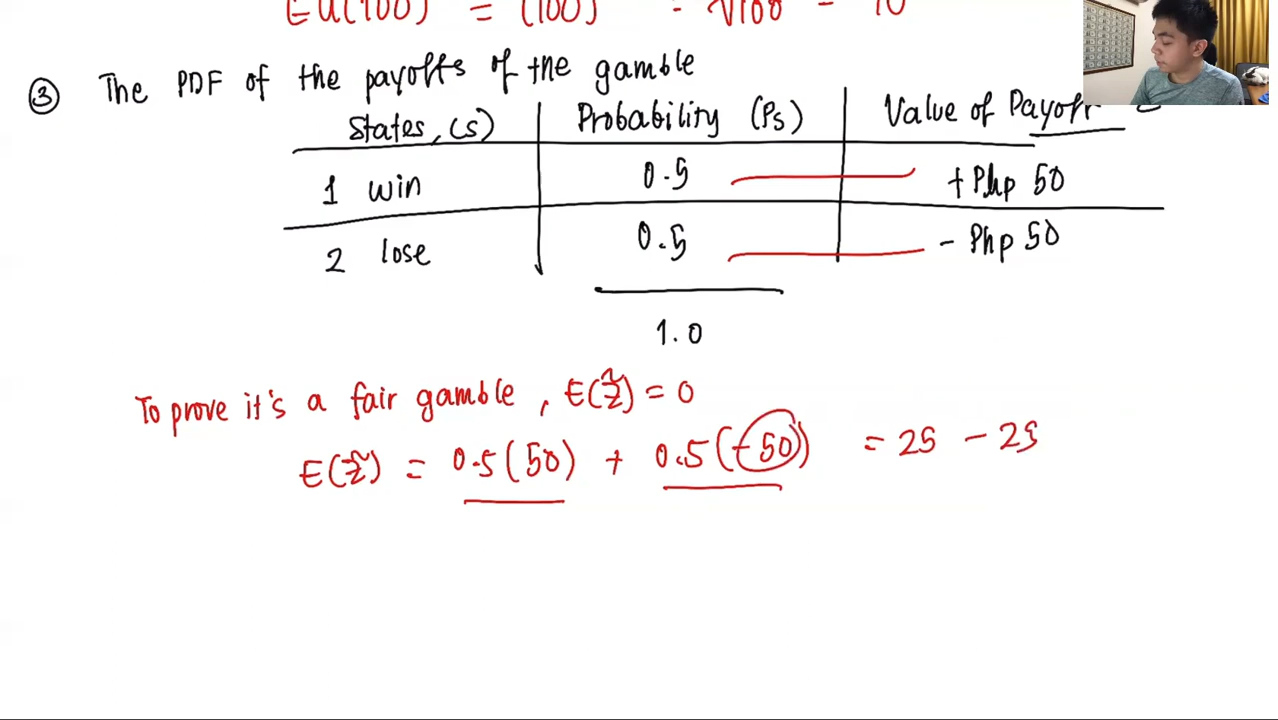 EU(100) = (100) = √100 = 10
③ The PDF of the payoffs of the gamble
States, (s) Probability (Ps) Value of Payoff
1 win 0.5 + Php 50
2 lose 0.5 - Php 50
1.0
To prove it's a fair gamble, E(z̃) = 0
E(z̃) = 0.5(50) + 0.5(-50) = 25 - 25